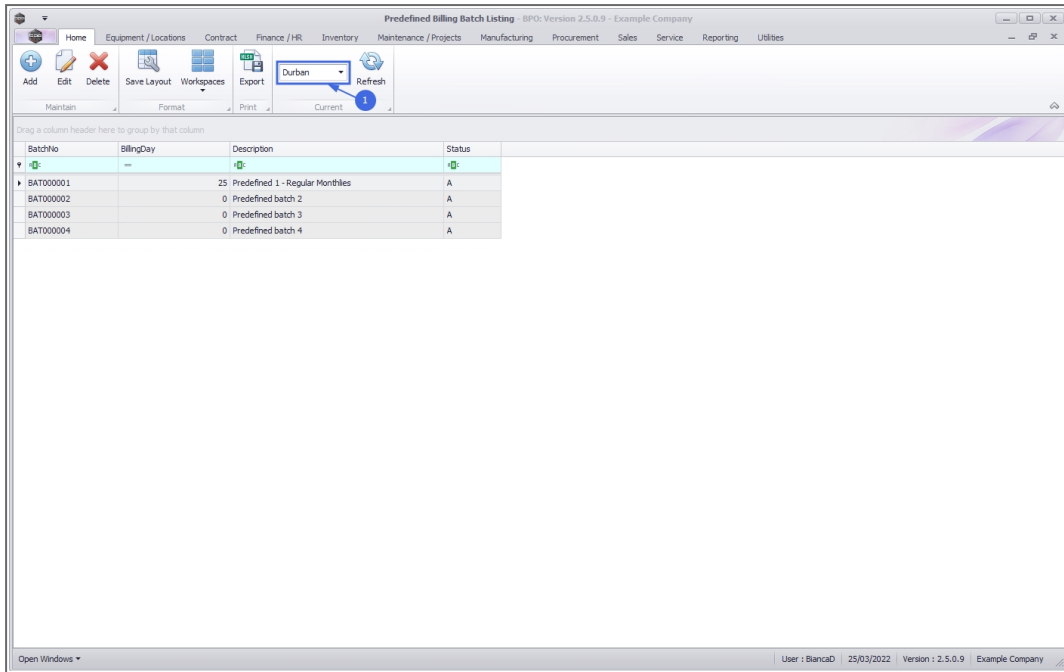 Predefined Billing Batch Listing - BPO: Version 2.5.0.9 - Example Company
Home Equipment / Locations Contract Finance / HR Inventory Maintenance / Projects Manufacturing Procurement Sales Service Reporting Utilities
Add Edit Delete Save Layout Workspaces Export Durban Refresh
1
Maintain Format Print Current
Drag a column header here to group by that column
BatchNo BillingDay Description Status
BAT000001 25 Predefined 1 - Regular Monthlies A
BAT000002 0 Predefined batch 2 A
BAT000003 0 Predefined batch 3 A
BAT000004 0 Predefined batch 4 A
Open Windows User : BiancaD 25/03/2022 Version : 2.5.0.9 Example Company